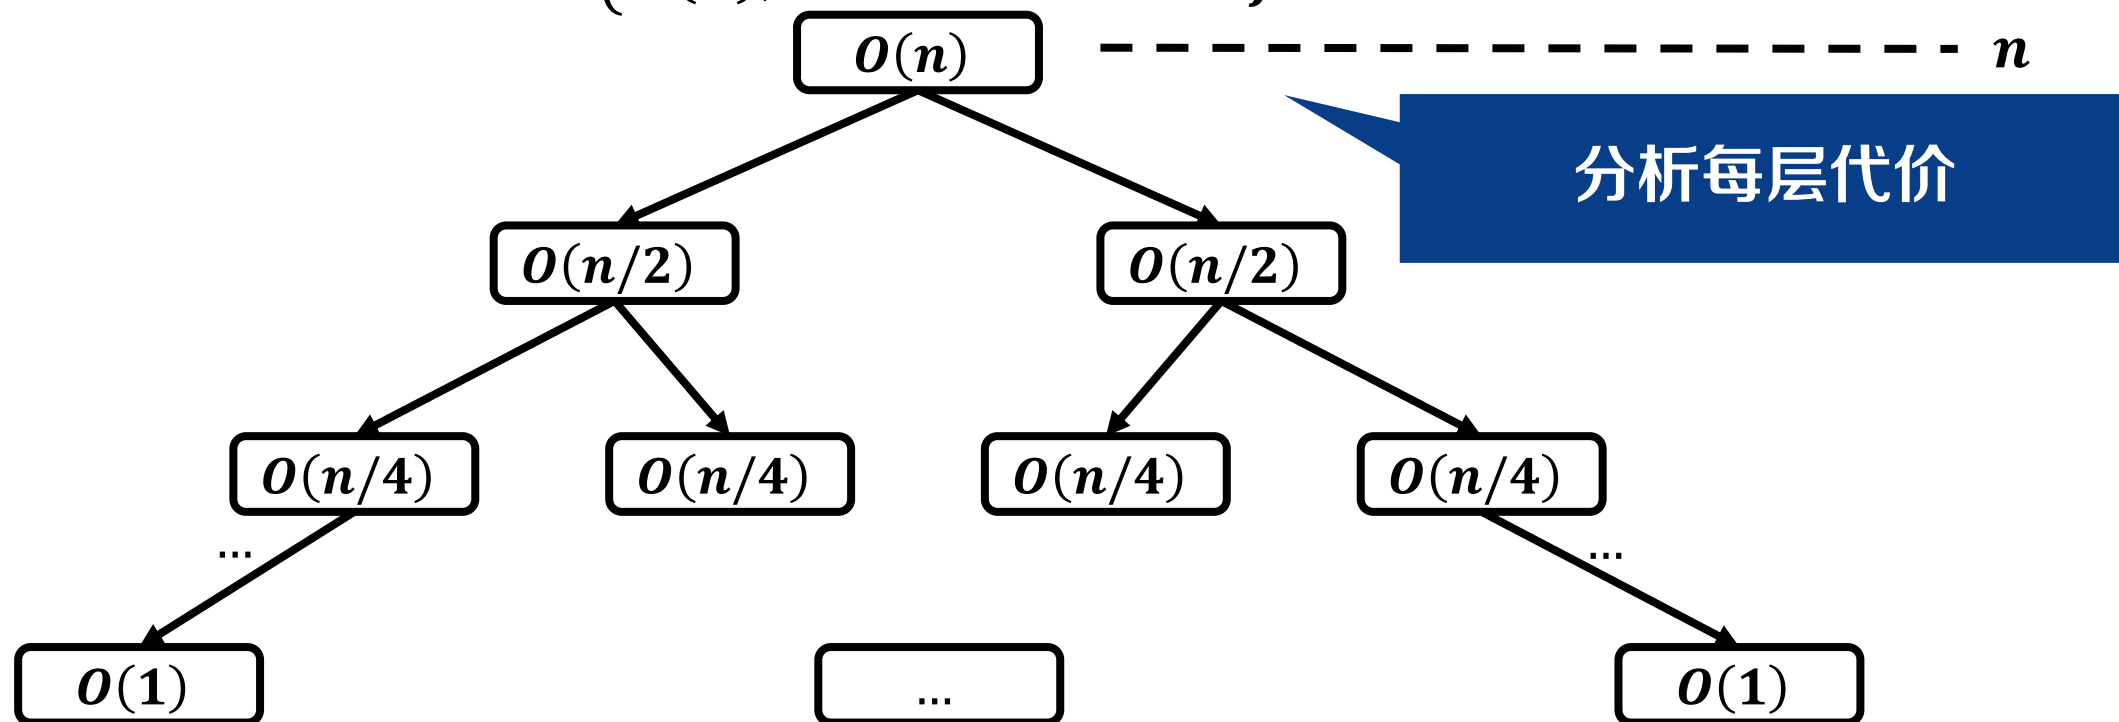 O(n)
n
分析每层代价
O(n/2) O(n/2)
O(n/4) O(n/4) O(n/4) O(n/4)
... ...
O(1) ... O(1)